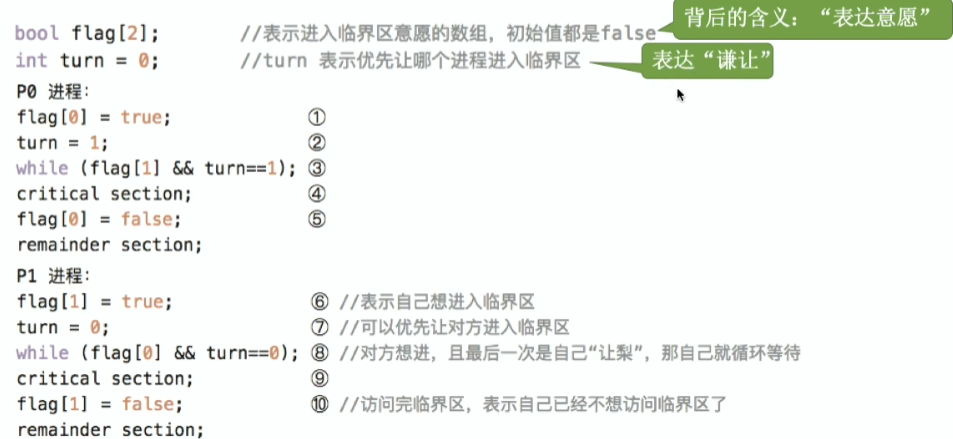 背后的含义：“表达意愿”
bool flag[2]; //表示进入临界区意愿的数组，初始值都是false
int turn = 0; //turn 表示优先让哪个进程进入临界区
表达“谦让”
P0 进程：
flag[0] = true; ①
turn = 1; ②
while (flag[1] && turn==1); ③
critical section; ④
flag[0] = false; ⑤
remainder section;
P1 进程：
flag[1] = true; ⑥ //表示自己想进入临界区
turn = 0; ⑦ //可以优先让对方进入临界区
while (flag[0] && turn==0); ⑧ //对方想进，且最后一次是自己“让梨”，那自己就循环等待
critical section; ⑨
flag[1] = false; ⑩ //访问完临界区，表示自己已经不想访问临界区了
remainder section;